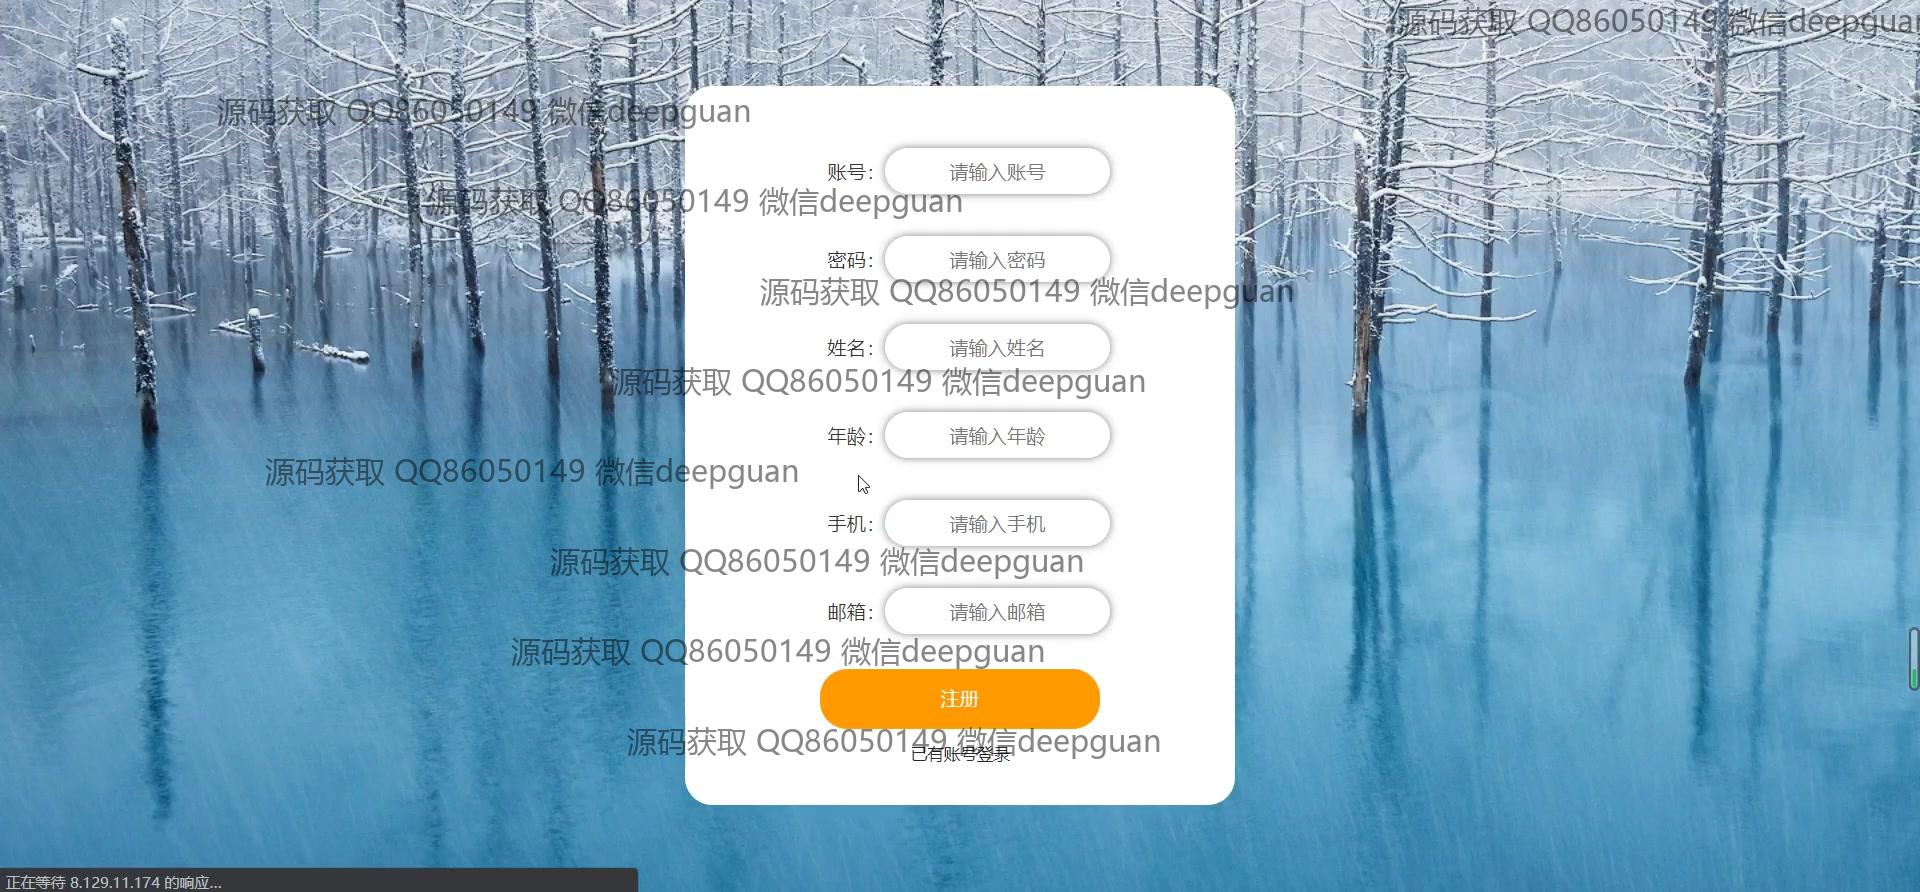 源码获取 QQ86050149 微信deepguan
源码获取 QQ86050149 微信deepguan
账号：
请输入账号
源码获取 QQ86050149 微信deepguan
密码：
请输入密码
源码获取 QQ86050149 微信deepguan
姓名：
请输入姓名
源码获取 QQ86050149 微信deepguan
年龄：
请输入年龄
源码获取 QQ86050149 微信deepguan
手机：
请输入手机
源码获取 QQ86050149 微信deepguan
邮箱：
请输入邮箱
源码获取 QQ86050149 微信deepguan
注册
源码获取 QQ86050149 微信deepguan
已有账号登录
正在等待 8.129.11.174 的响应...